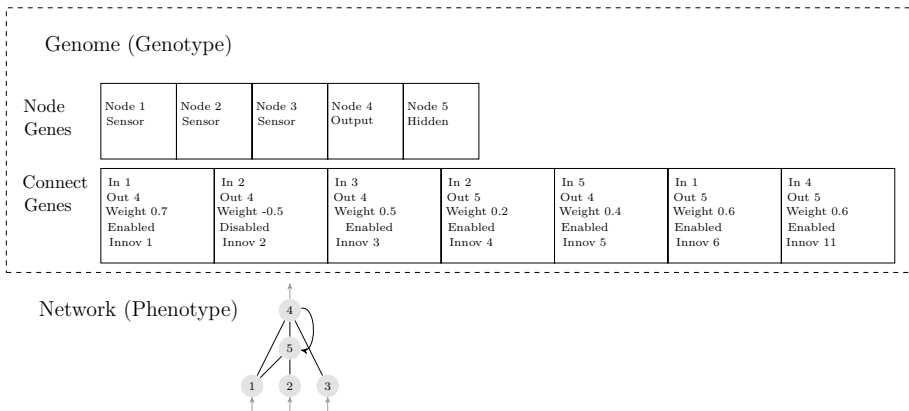 Genome (Genotype)
Node
Genes
Node 1
Sensor
Node 2
Sensor
Node 3
Sensor
Node 4
Output
Node 5
Hidden
Connect
Genes
In 1
Out 4
Weight 0.7
Enabled
Innov 1
In 2
Out 4
Weight -0.5
Disabled
Innov 2
In 3
Out 4
Weight 0.5
Enabled
Innov 3
In 2
Out 5
Weight 0.2
Enabled
Innov 4
In 5
Out 4
Weight 0.4
Enabled
Innov 5
In 1
Out 5
Weight 0.6
Enabled
Innov 6
In 4
Out 5
Weight 0.6
Enabled
Innov 11
Network (Phenotype)
4
5
1 2 3